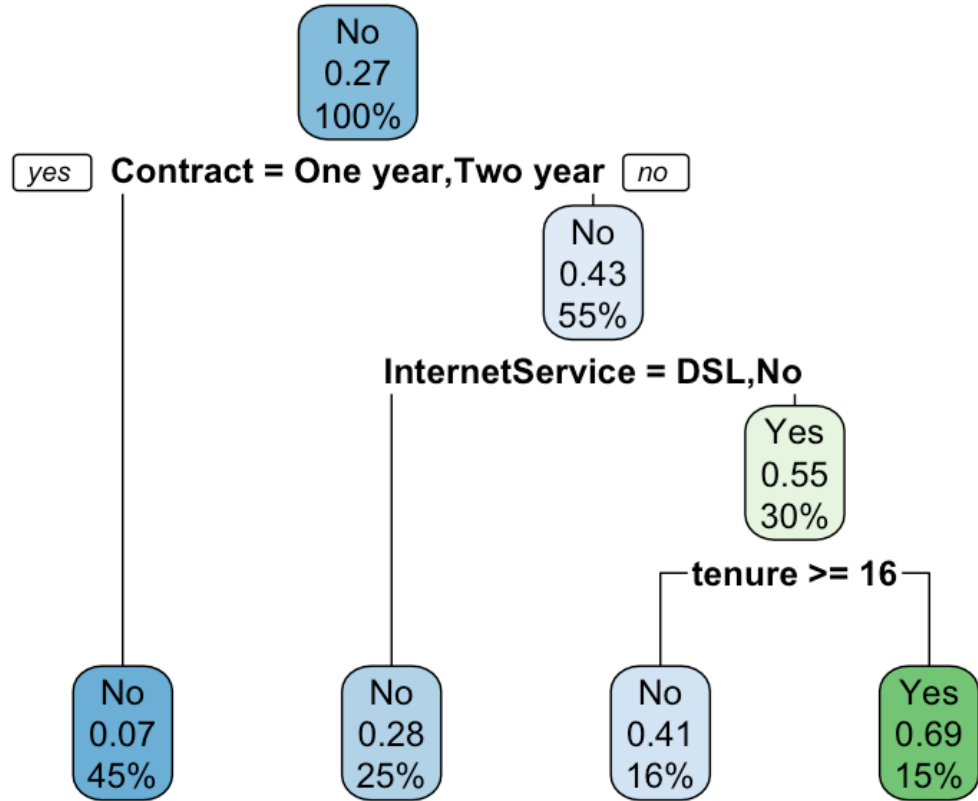 No
0.27
100%
yes Contract = One year,Two year no
No
0.43
55%
InternetService = DSL,No
Yes
0.55
30%
tenure >= 16
No
0.07
45%
No
0.28
25%
No
0.41
16%
Yes
0.69
15%